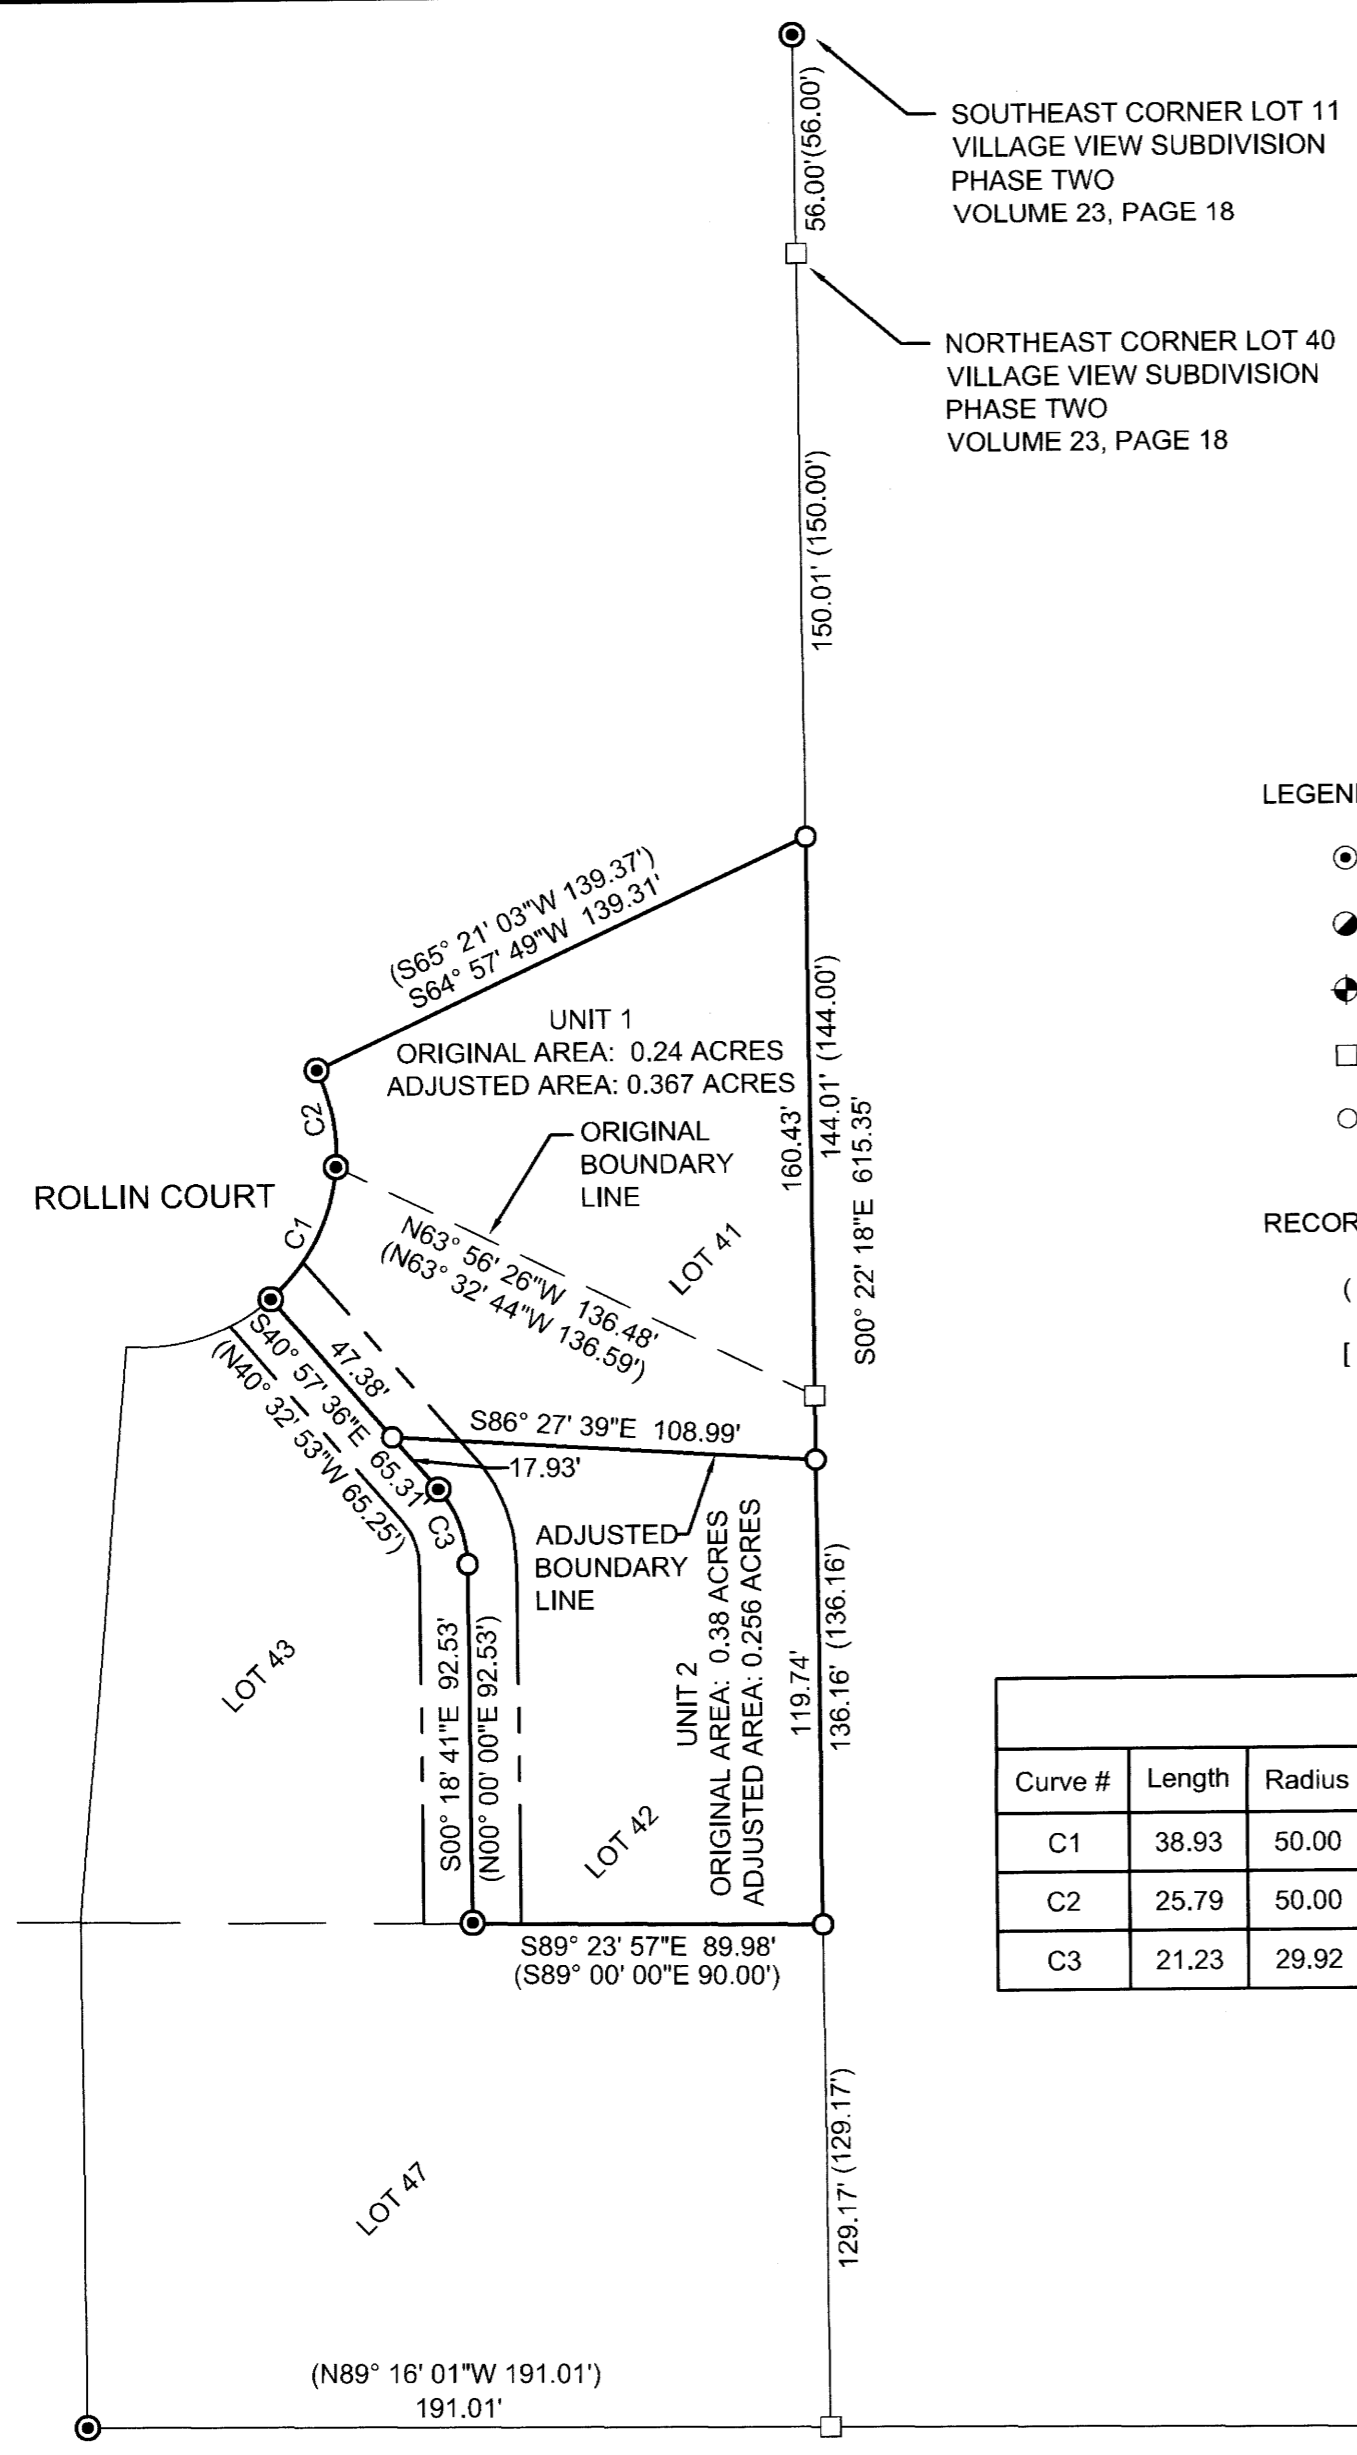 56.00'(56.00')
SOUTHEAST CORNER LOT 11
VILLAGE VIEW SUBDIVISION
PHASE TWO
VOLUME 23, PAGE 18
NORTHEAST CORNER LOT 40
VILLAGE VIEW SUBDIVISION
PHASE TWO
VOLUME 23, PAGE 18
150.01' (150.00')
LEGEN
(S65° 21' 03"W 139.37')
S64° 57' 49"W 139.31'
UNIT 1
ORIGINAL AREA: 0.24 ACRES
ADJUSTED AREA: 0.367 ACRES
160.43'
144.01' (144.00')
S00° 22' 18"E 615.35'
C2
ORIGINAL
BOUNDARY
LINE
ROLLIN COURT
C1
N63° 56' 26"W 136.48'
(N63° 32' 44"W 136.59')
LOT 41
RECOR
(
[
S40° 57' 36"E 65.31'
(N40° 32' 53"W 65.25')
47.38'
S86° 27' 39"E 108.99'
17.93'
C3
ADJUSTED
BOUNDARY
LINE
UNIT 2
ORIGINAL AREA: 0.38 ACRES
ADJUSTED AREA: 0.256 ACRES
119.74'
136.16' (136.16')
LOT 43
S00° 18' 41"E 92.53'
(N00° 00' 00"E 92.53')
LOT 42
Curve # Length Radius
C1 38.93 50.00
C2 25.79 50.00
C3 21.23 29.92
S89° 23' 57"E 89.98'
(S89° 00' 00"E 90.00')
129.17' (129.17')
LOT 47
(N89° 16' 01"W 191.01')
191.01'